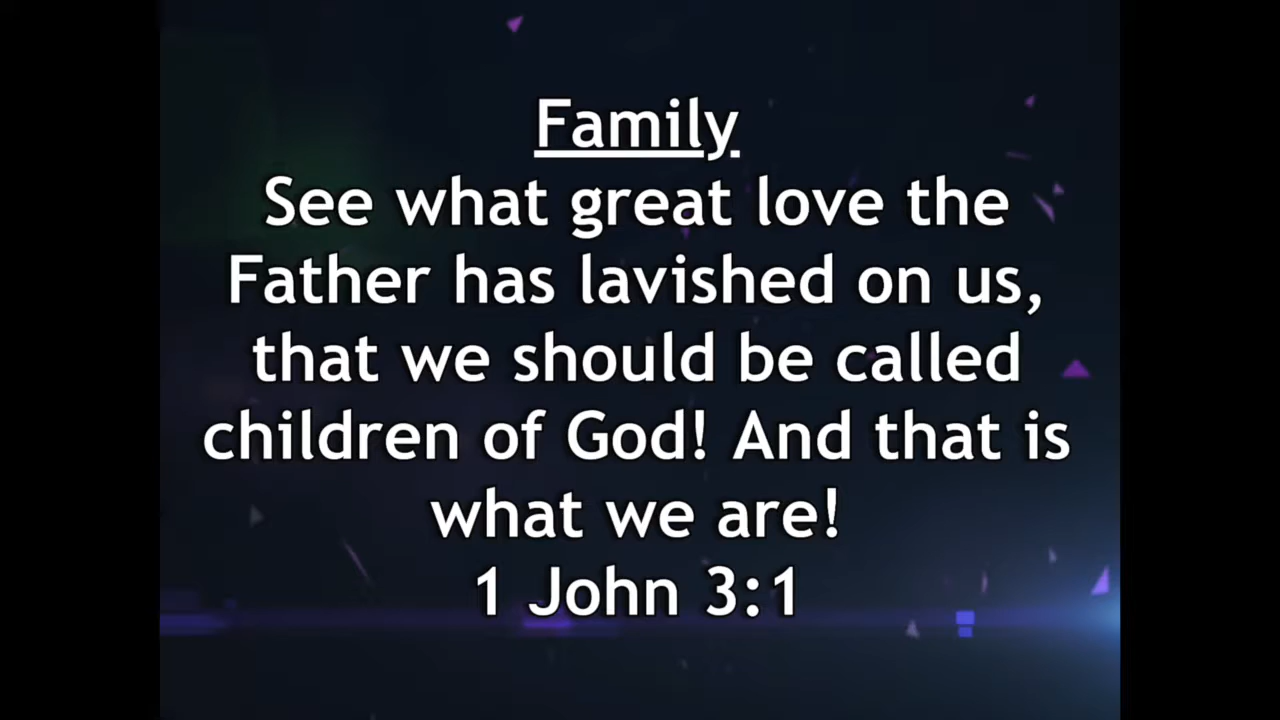 Family
See what great love the
Father has lavished on us,
that we should be called
children of God! And that is
what we are!
1 John 3:1